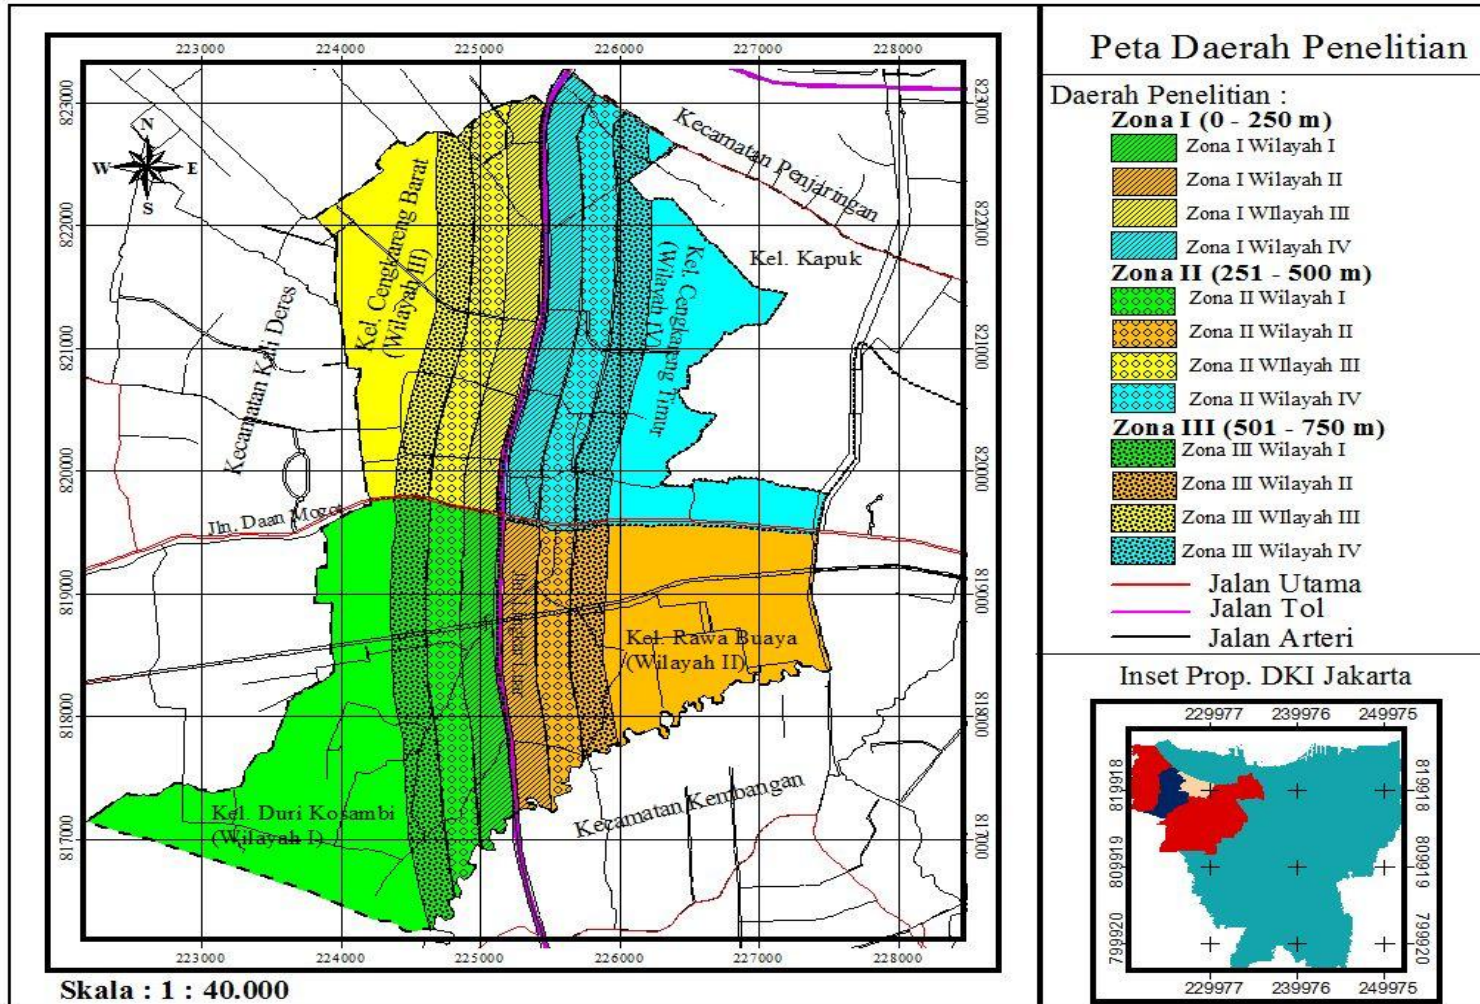 Peta Daerah Penelitian
Daerah Penelitian :
Zona I (0 - 250 m)
Zona I Wilayah I
Zona I Wilayah II
Zona I WIlayah III
Zona I Wilayah IV
Zona II (251 - 500 m)
Zona II Wilayah I
Zona II Wilayah II
Zona II WIlayah III
Zona II Wilayah IV
Zona III (501 - 750 m)
Zona III Wilayah I
Zona III Wilayah II
Zona III WIlayah III
Zona III Wilayah IV
Jalan Utama
Jalan Tol
Jalan Arteri
Inset Prop. DKI Jakarta
229977 239976 249975
819918 819918
809919 809919
799920 799920
229977 239976 249975
223000 224000 225000 226000 227000 228000
823000 823000
N
W E
S
822000 822000
821000 821000
820000 820000
819000 819000
818000 818000
817000 817000
Kecamatan Penjaringan
Kel. Kapuk
Kel. Cengkareng Barat
(Wilayah III)
Kel. Cengkareng Timur
(Wilayah IV)
Kecamatan Kali Deres
Jln. Daan Mogot
Kel. Rawa Buaya
(Wilayah II)
Kel. Duri Kosambi
(Wilayah I)
Kecamatan Kembangan
223000 224000 225000 226000 227000 228000
Skala : 1 : 40.000